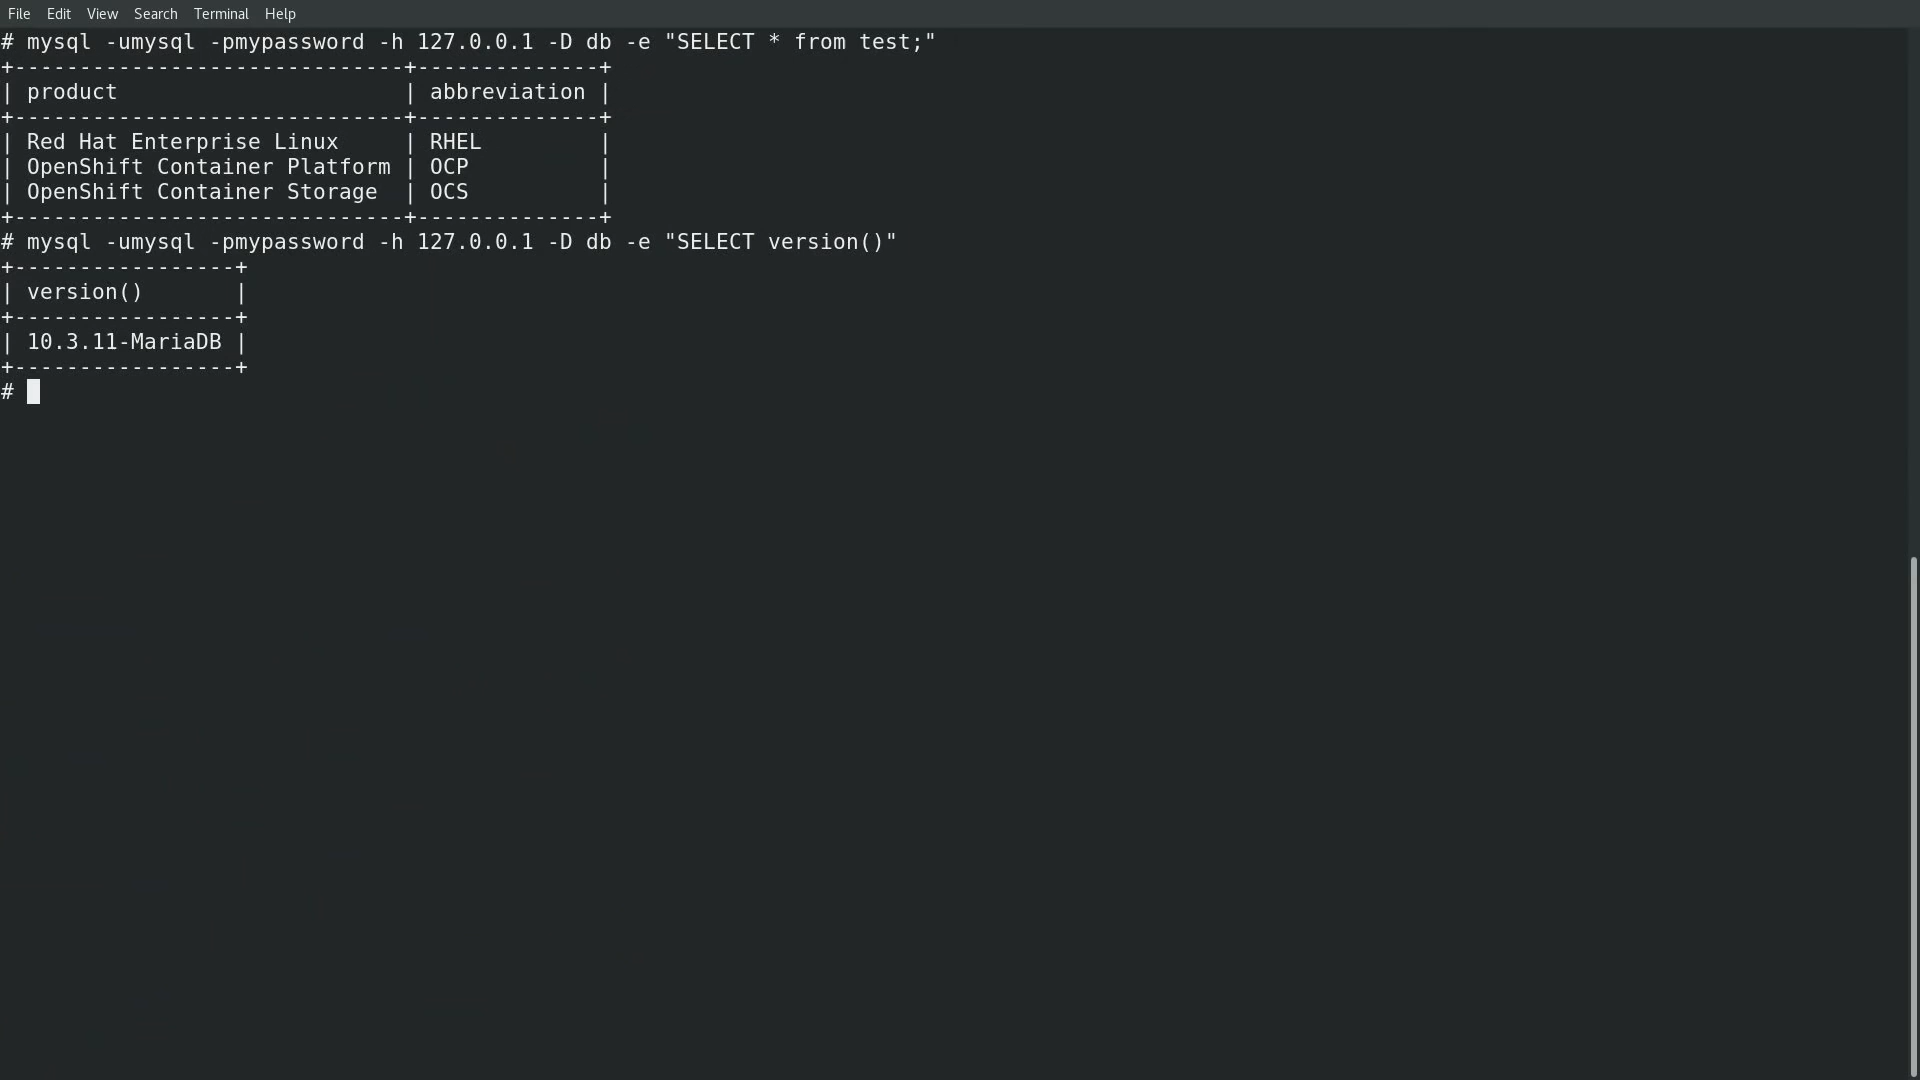 File Edit View Search Terminal Help
# mysql -umysql -pmypassword -h 127.0.0.1 -D db -e "SELECT * from test;"
+------------------------------+--------------+
| product                      | abbreviation |
+------------------------------+--------------+
| Red Hat Enterprise Linux     | RHEL         |
| OpenShift Container Platform | OCP          |
| OpenShift Container Storage  | OCS          |
+------------------------------+--------------+
# mysql -umysql -pmypassword -h 127.0.0.1 -D db -e "SELECT version()"
+-----------------+
| version()       |
+-----------------+
| 10.3.11-MariaDB |
+-----------------+
#